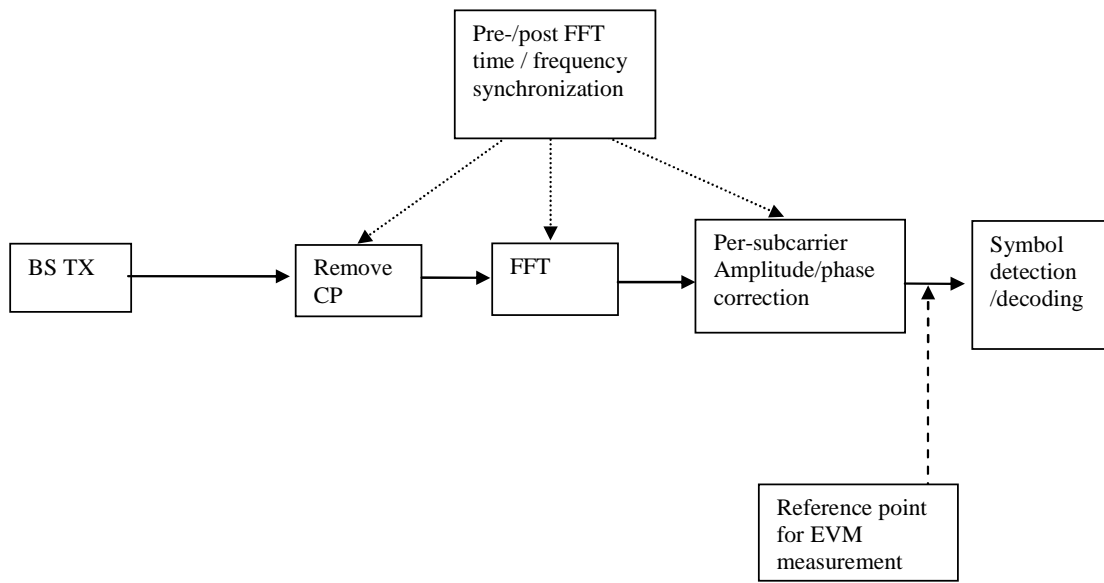 Pre-/post FFT
time / frequency
synchronization
BS TX
Remove
CP
FFT
Per-subcarrier
Amplitude/phase
correction
Symbol
detection
/decoding
Reference point
for EVM
measurement